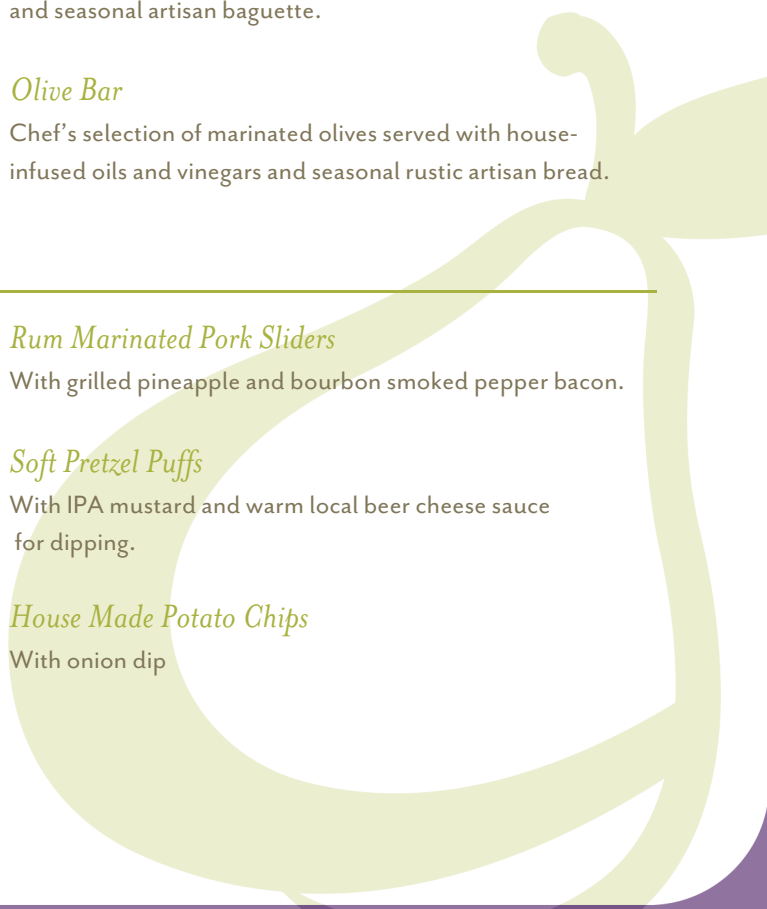 and seasonal artisan baguette.
Olive Bar
Chef's selection of marinated olives served with house-
infused oils and vinegars and seasonal rustic artisan bread.
Rum Marinated Pork Sliders
With grilled pineapple and bourbon smoked pepper bacon.
Soft Pretzel Puffs
With IPA mustard and warm local beer cheese sauce
for dipping.
House Made Potato Chips
With onion dip